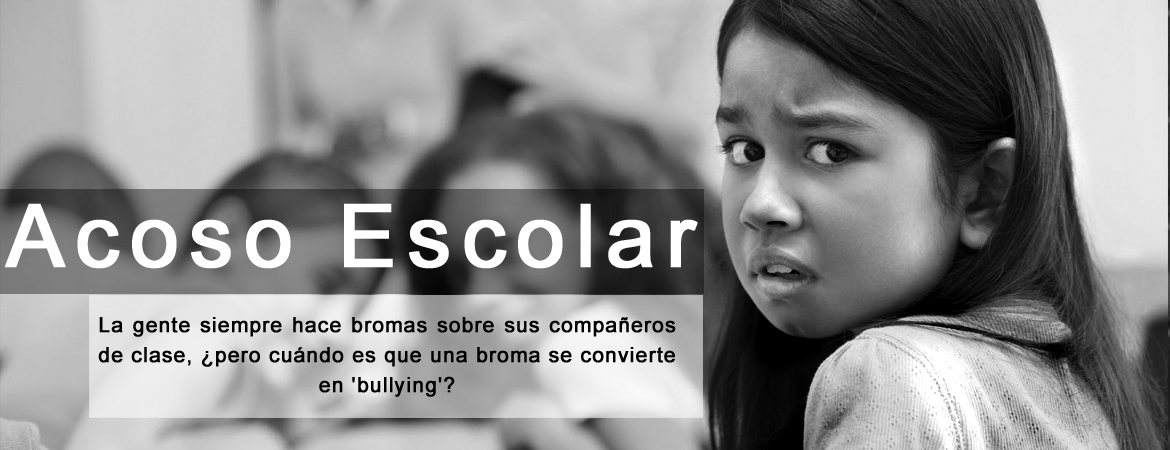 Acoso Escolar
La gente siempre hace bromas sobre sus compañeros
de clase, ¿pero cuándo es que una broma se convierte
en 'bullying'?